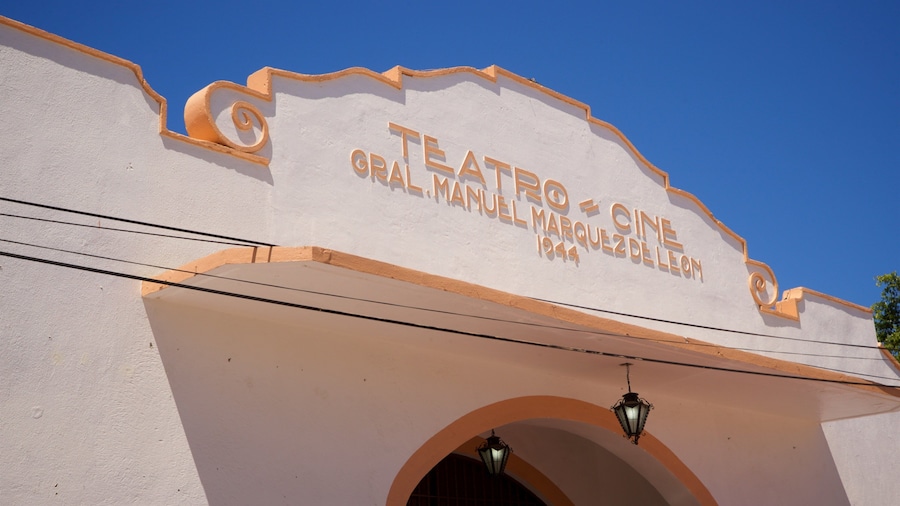 TEATRO = CINE
GRAL. MANUEL MARQUEZ DE LEON
1944